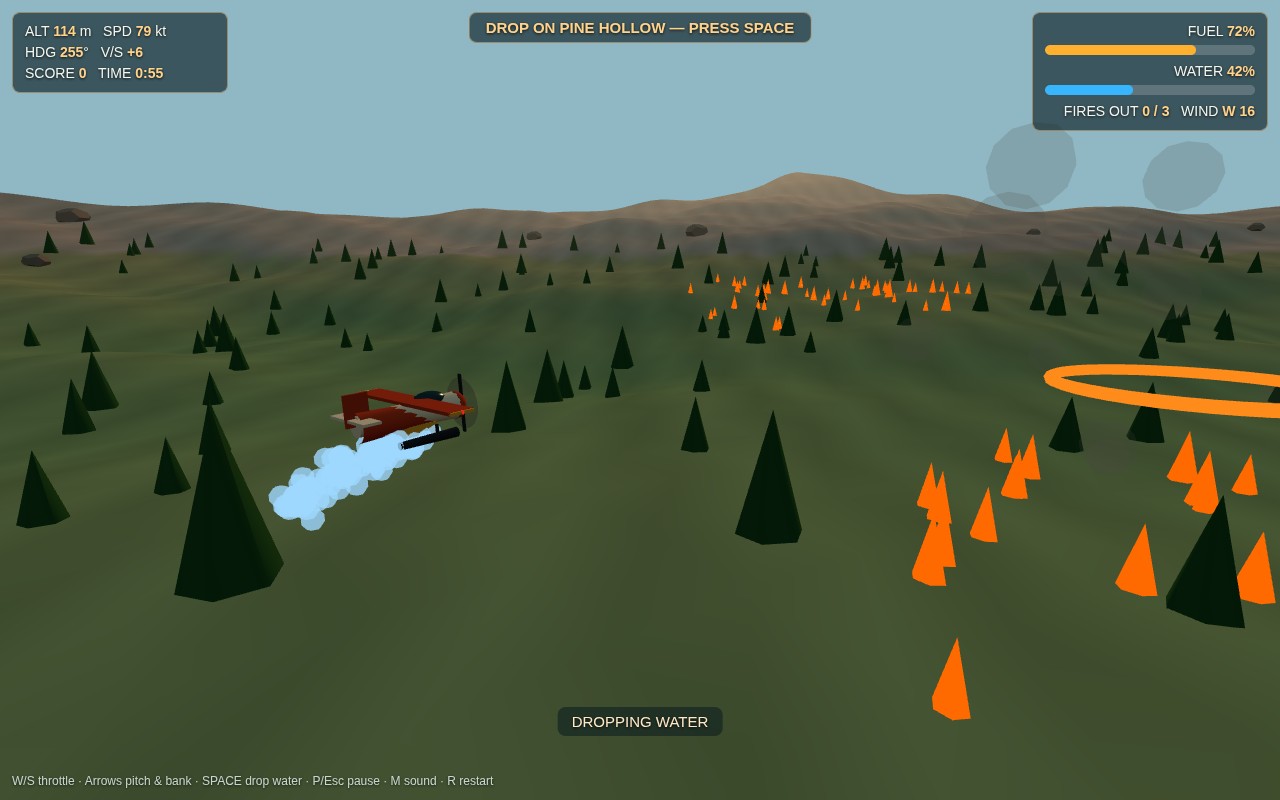 ALT 114 m SPD 79 kt
HDG 255° V/S +6
SCORE 0 TIME 0:55
DROP ON PINE HOLLOW — PRESS SPACE
FUEL 72%
WATER 42%
FIRES OUT 0 / 3 WIND W 16
DROPPING WATER
W/S throttle · Arrows pitch & bank · SPACE drop water · P/Esc pause · M sound · R restart